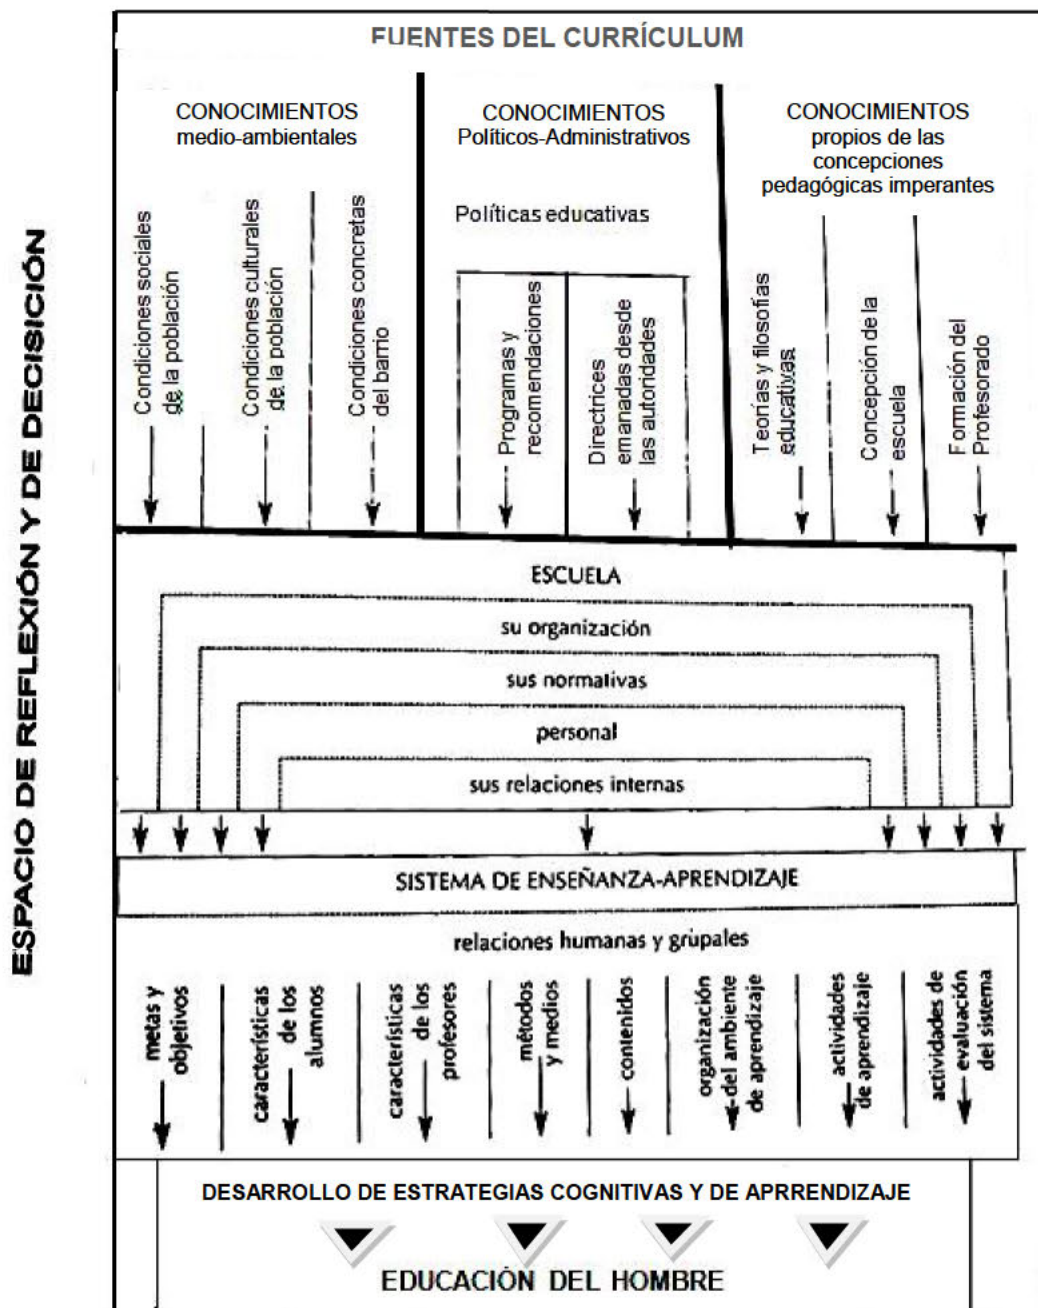 FUENTES DEL CURRÍCULUM
CONOCIMIENTOS
medio-ambientales
CONOCIMIENTOS
Políticos-Administrativos
CONOCIMIENTOS
propios de las
concepciones
pedagógicas imperantes
Condiciones sociales
de la población
Condiciones culturales
de la población
Condiciones concretas
del barrio
Políticas educativas
Programas y
recomendaciones
Directrices
emanadas desde
las autoridades
Teorías y filosofías
educativas
Concepción de la
escuela
Formación del
Profesorado
ESPACIO DE REFLEXIÓN Y DE DECISICIÓN
ESCUELA
su organización
sus normativas
personal
sus relaciones internas
SISTEMA DE ENSEÑANZA-APRENDIZAJE
relaciones humanas y grupales
metas y
objetivos
características
de los
alumnos
características
de los
profesores
métodos
y medios
contenidos
organización
del ambiente
de aprendizaje
actividades
de aprendizaje
actividades de
evaluación
del sistema
DESARROLLO DE ESTRATEGIAS COGNITIVAS Y DE APRRENDIZAJE
EDUCACIÓN DEL HOMBRE